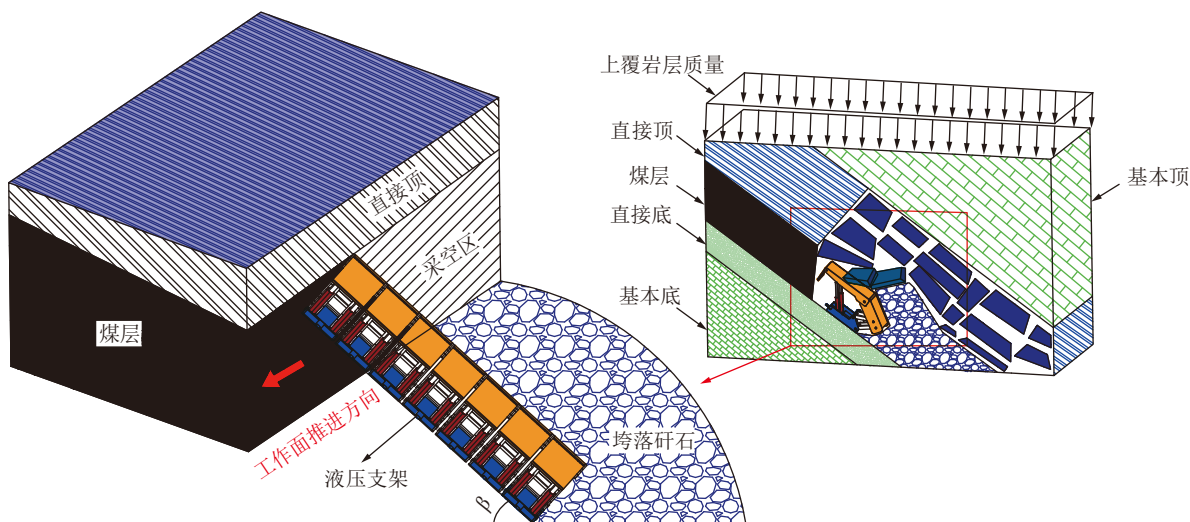 直接顶
采空区
煤层
工作面推进方向
液压支架
垮落矸石
β
上覆岩层质量
直接顶
煤层
直接底
基本底
基本顶